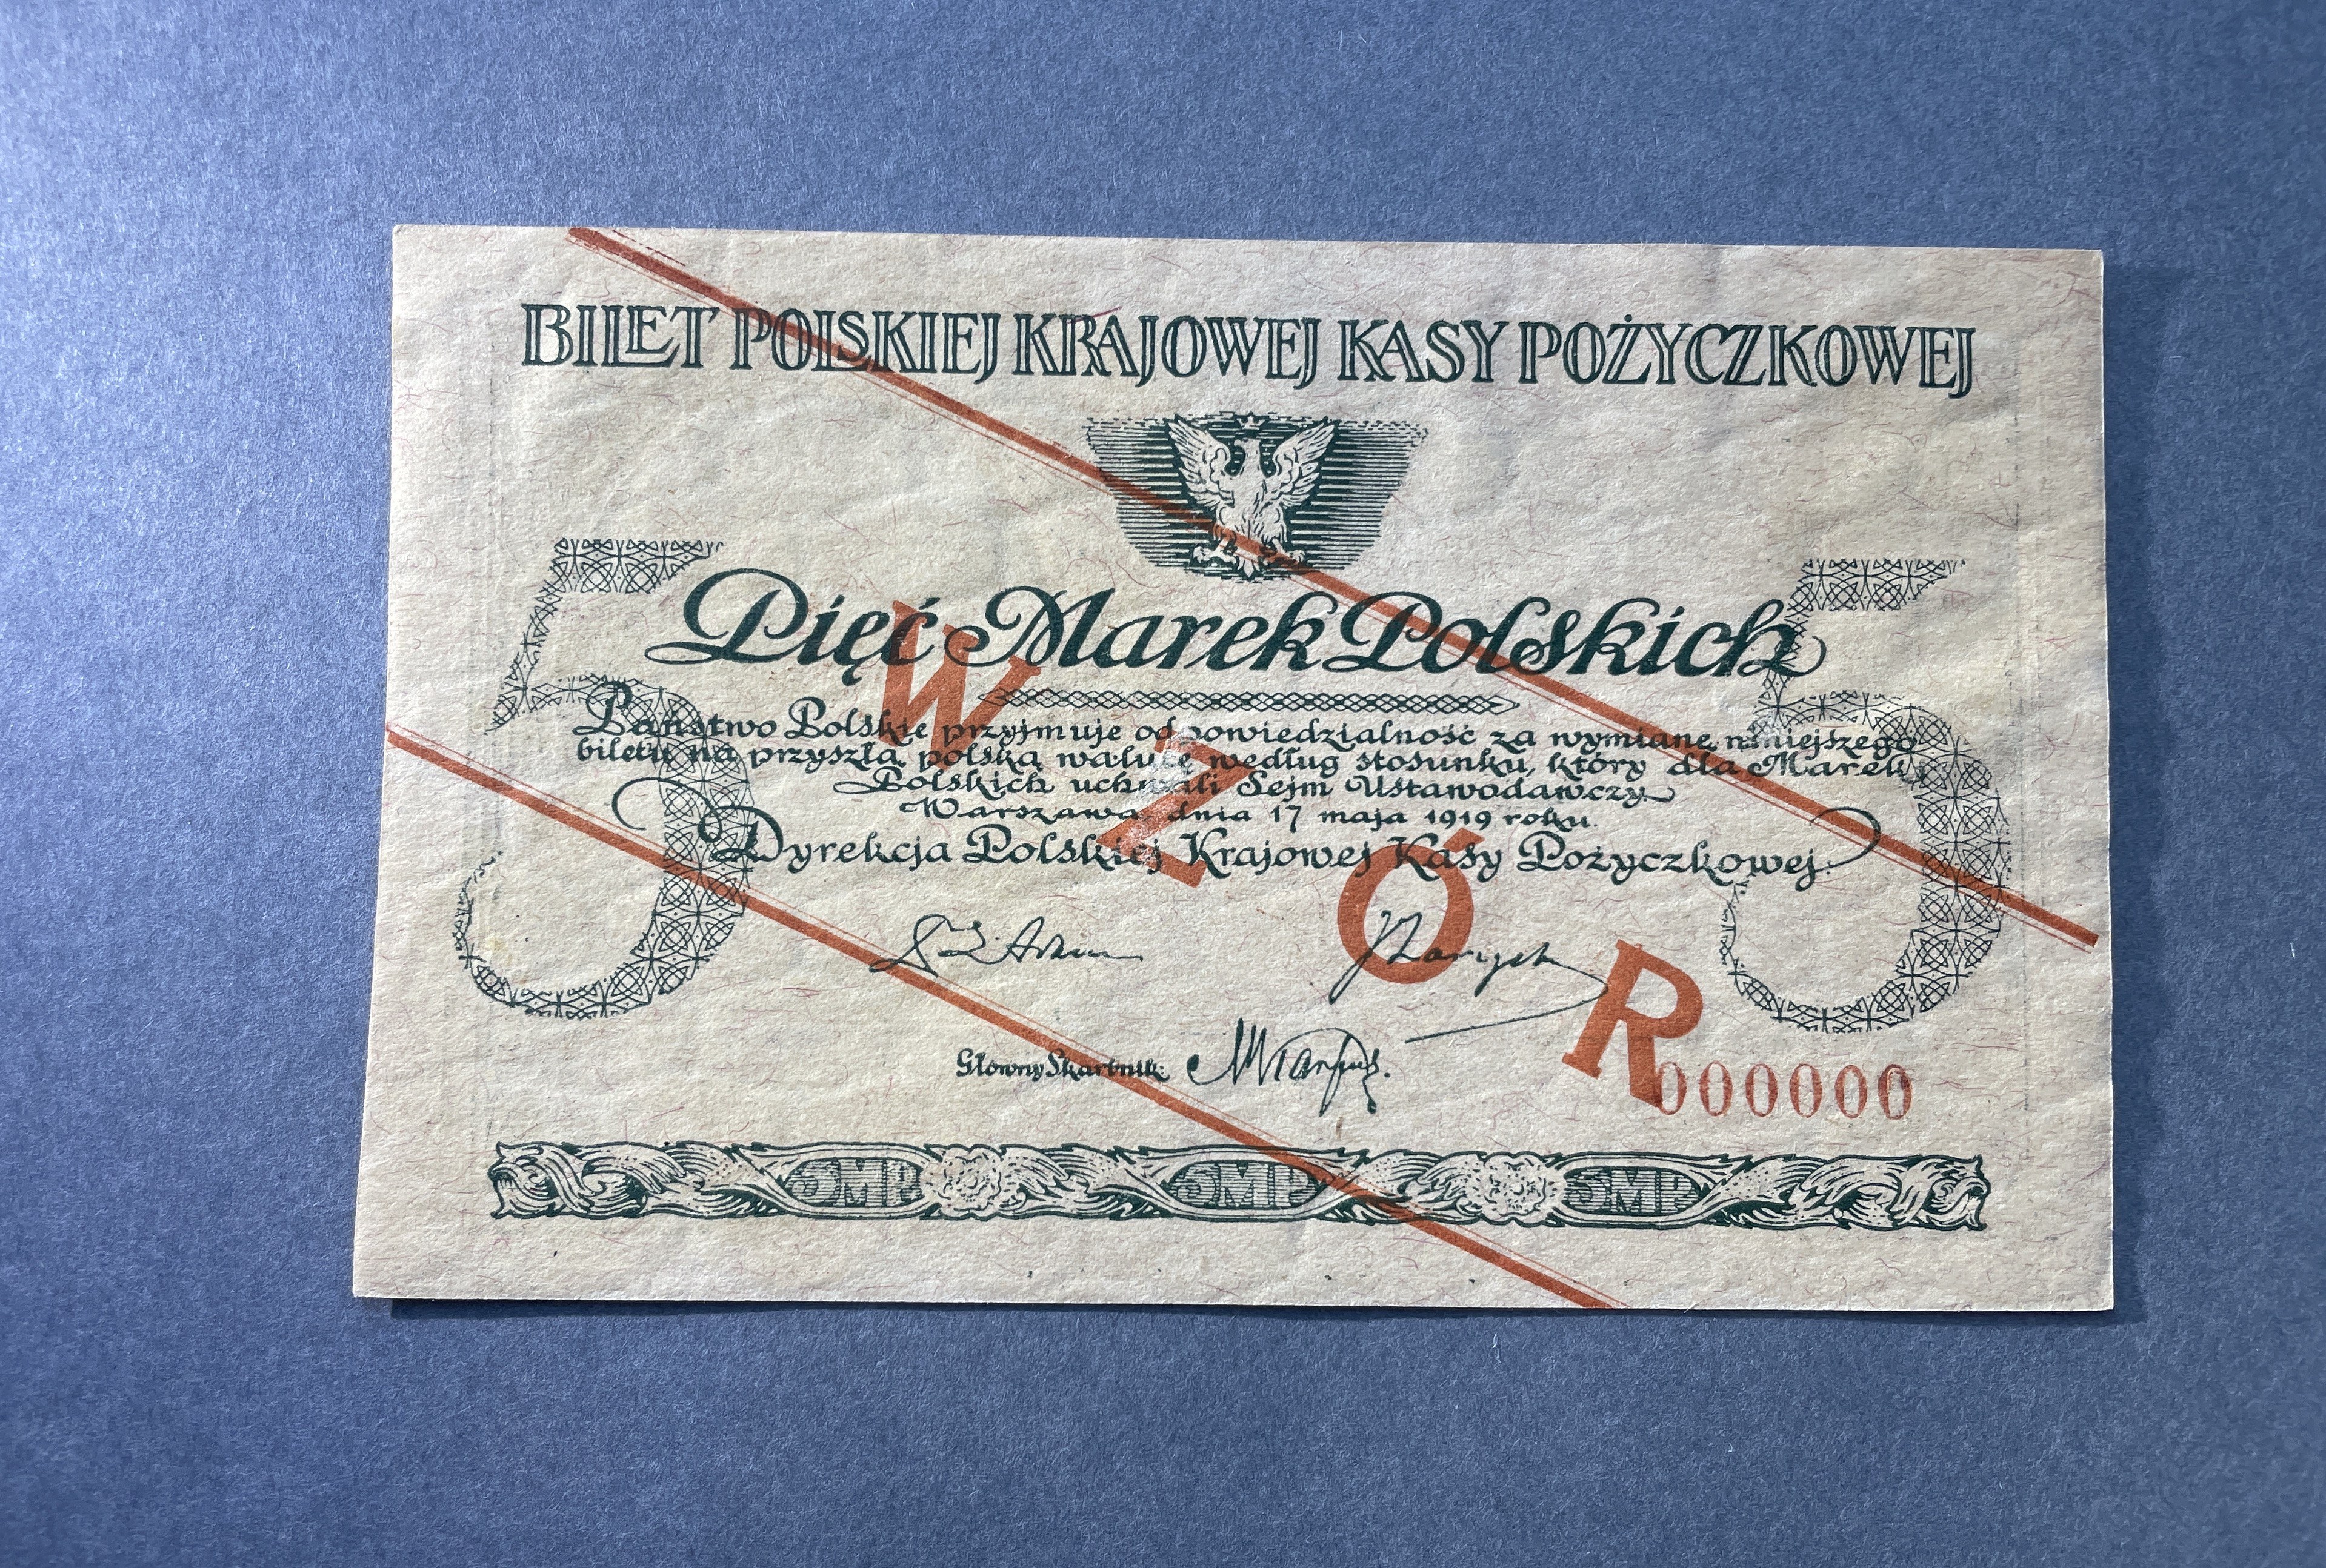 BILET POLSKIEJ KRAJOWEJ KASY POŻYCZKOWEJ
5 5
Pięć Marek Polskich
Państwo Polskie przyjmuje odpowiedzialność za wymianę niniejszego
biletu na przyszłą polską walutę według stosunku, który dla Marek
Polskich uchwali Sejm Ustawodawczy
Warszawa, dnia 17 maja 1919 roku.
Dyrekcja Polskiej Krajowej Kasy Pożyczkowej:
Główny Skarbnik:
WZÓR
000000
5MP 5MP 5MP